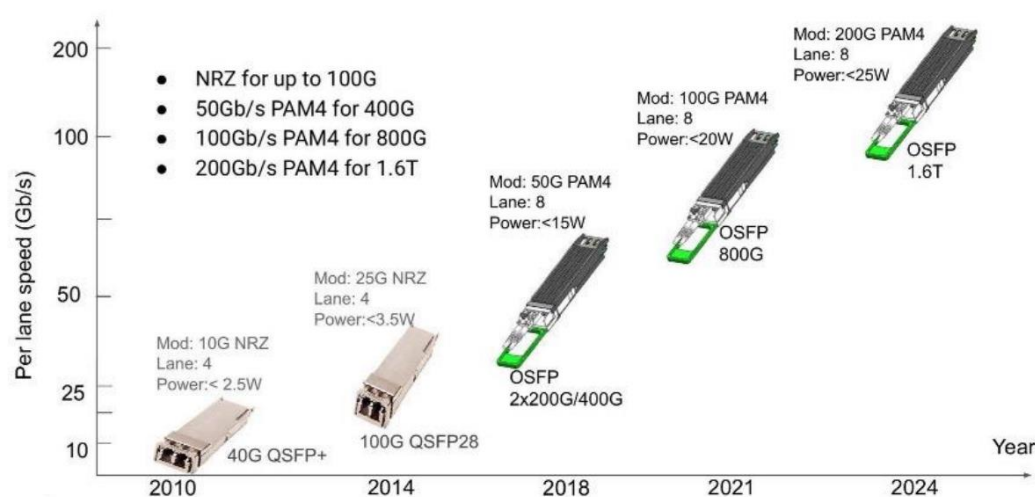 200
100
50
25
10
Per lane speed (Gb/s)
● NRZ for up to 100G
● 50Gb/s PAM4 for 400G
● 100Gb/s PAM4 for 800G
● 200Gb/s PAM4 for 1.6T
Mod: 10G NRZ
Lane: 4
Power:< 2.5W
40G QSFP+
Mod: 25G NRZ
Lane: 4
Power:<3.5W
100G QSFP28
Mod: 50G PAM4
Lane: 8
Power:<15W
OSFP
2x200G/400G
Mod: 100G PAM4
Lane: 8
Power:<20W
OSFP
800G
Mod: 200G PAM4
Lane: 8
Power:<25W
OSFP
1.6T
Year
2010
2014
2018
2021
2024